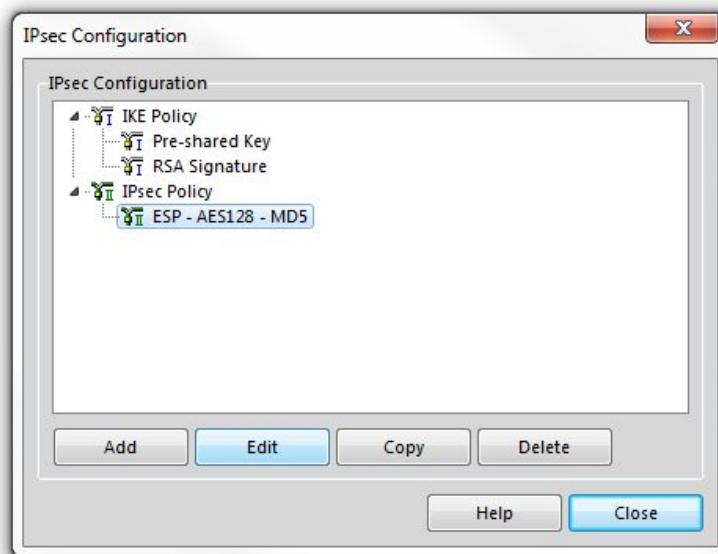 IPsec Configuration
IPsec Configuration
IKE Policy
Pre-shared Key
RSA Signature
IPsec Policy
ESP - AES128 - MD5
Add Edit Copy Delete
Help Close